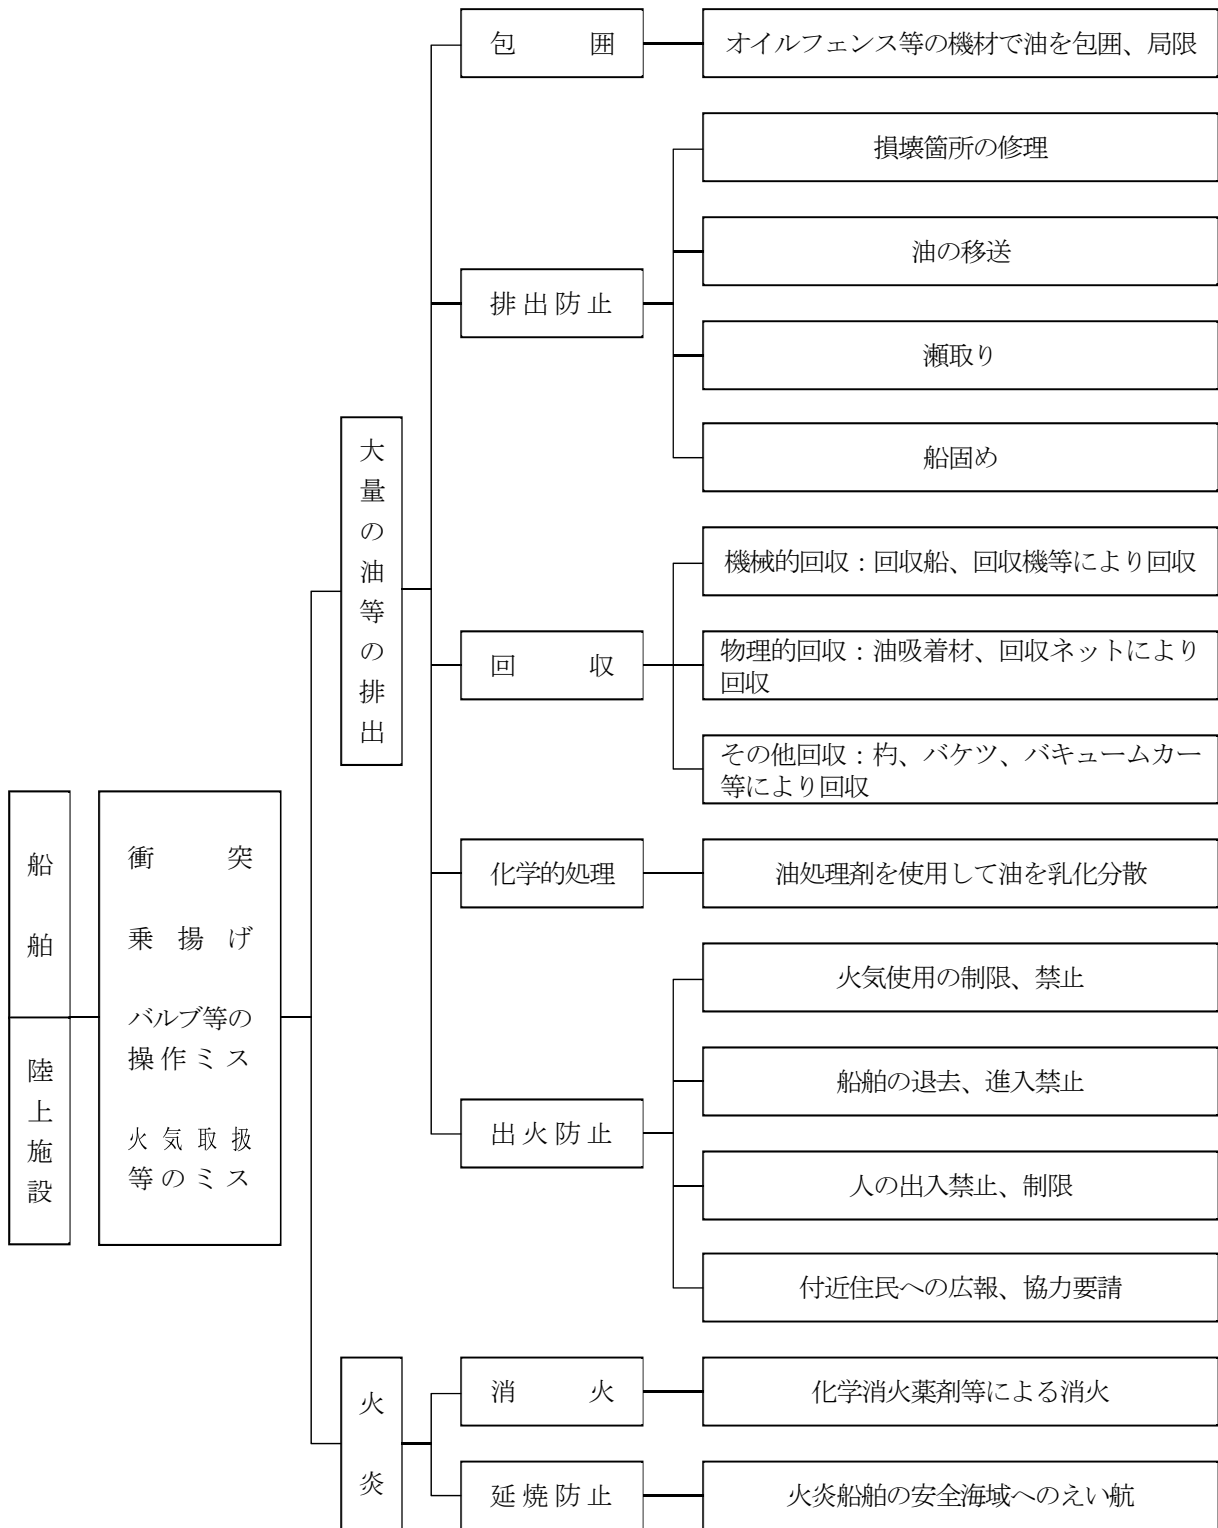 船舶
陸上施設
衝突
乗揚げ
バルブ等の
操作ミス
火気取扱
等のミス
大量の油等の排出
包囲
オイルフェンス等の機材で油を包囲、局限
排出防止
損壊箇所の修理
油の移送
瀬取り
船固め
回収
機械的回収：回収船、回収機等により回収
物理的回収：油吸着材、回収ネットにより
回収
その他回収：杓、バケツ、バキュームカー
等により回収
化学的処理
油処理剤を使用して油を乳化分散
出火防止
火気使用の制限、禁止
船舶の退去、進入禁止
人の出入禁止、制限
付近住民への広報、協力要請
火炎
消火
化学消火薬剤等による消火
延焼防止
火炎船舶の安全海域へのえい航